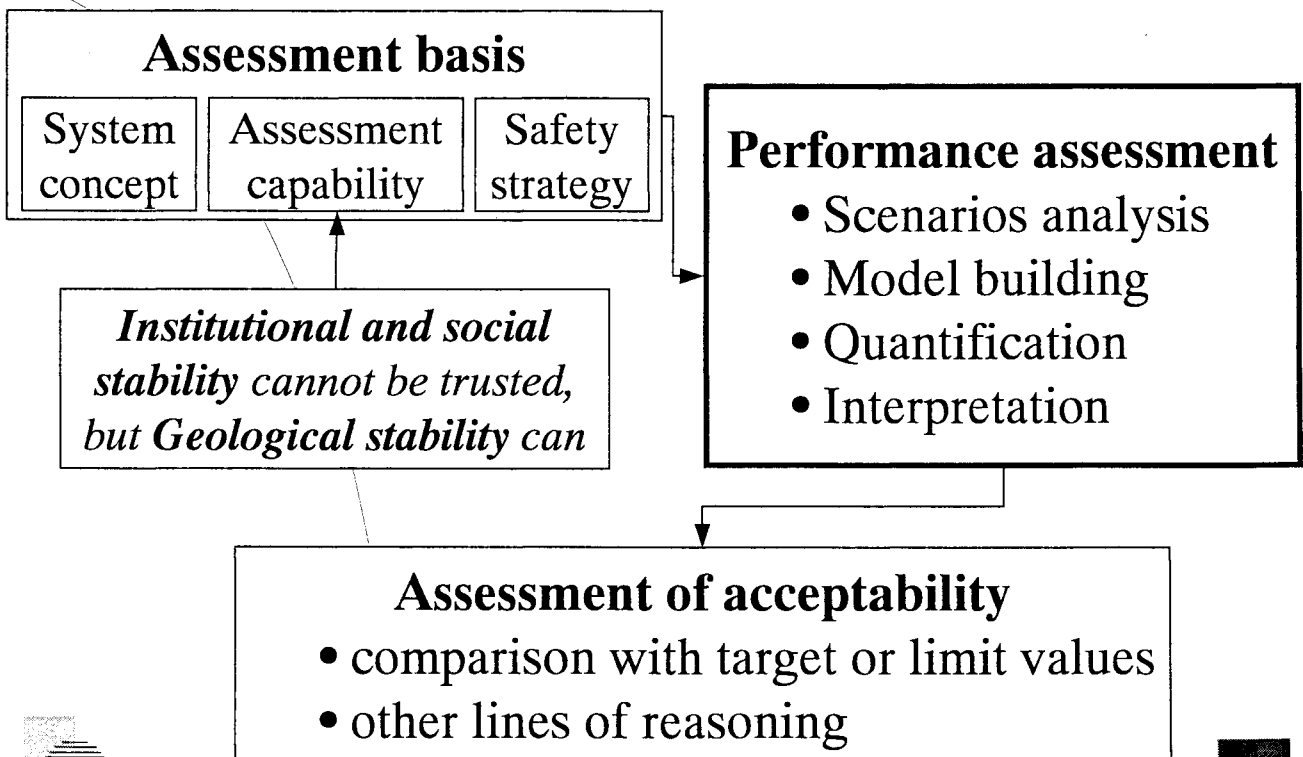 Assessment basis
System
concept
Assessment
capability
Safety
strategy
Performance assessment
• Scenarios analysis
• Model building
• Quantification
• Interpretation
Institutional and social
stability cannot be trusted,
but Geological stability can
Assessment of acceptability
• comparison with target or limit values
• other lines of reasoning